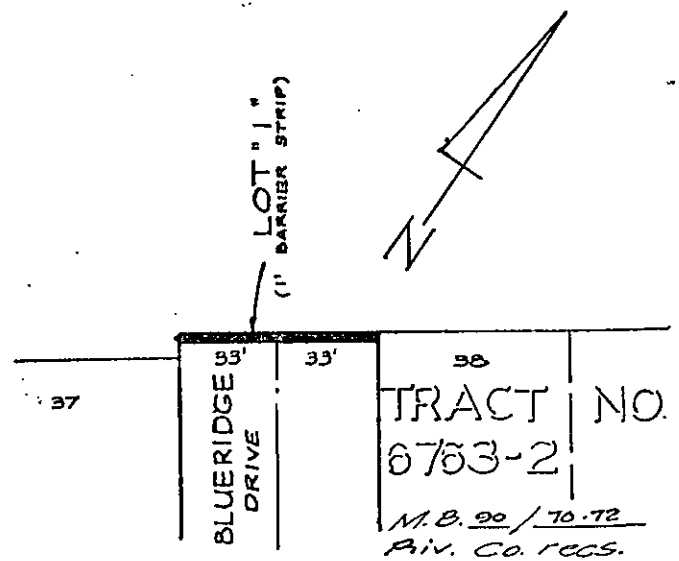 LOT "1"
(1' BARRIER STRIP)
N
33' 33' 38
37
BLUERIDGE
DRIVE
TRACT NO.
6763-2
M.B. 90 / 70-72
Riv. Co. recs.